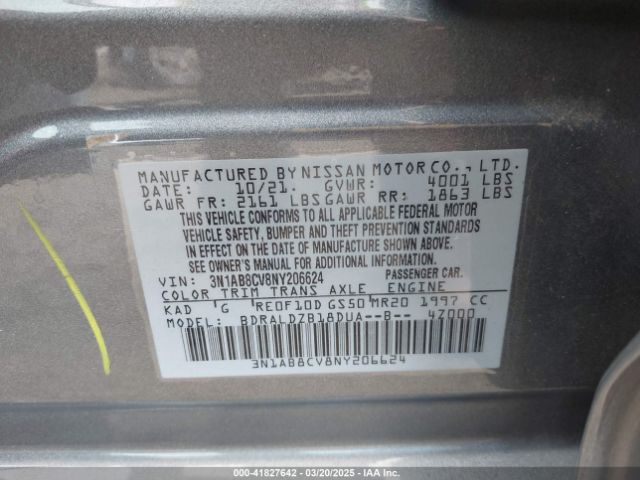 MANUFACTURED BY NISSAN MOTOR CO., LTD.
DATE: 10/21. GVWR: 4001 LBS
GAWR FR: 2161 LBS GAWR RR: 1863 LBS
THIS VEHICLE CONFORMS TO ALL APPLICABLE FEDERAL MOTOR
VEHICLE SAFETY, BUMPER AND THEFT PREVENTION STANDARDS
IN EFFECT ON THE DATE OF MANUFACTURE SHOWN ABOVE.
SEE OWNER'S MANUAL FOR ADDITIONAL INFORMATION.
VIN: 3N1AB8CV8NY206624 PASSENGER CAR.
COLOR TRIM TRANS AXLE ENGINE
KAD 'G 'RE0F10D GS50 MR20 1997 CC
MODEL: BDRALDZB18DUA--B-- 4Z000
3N1AB8CV8NY206624
000-41827642 03/20/2025 IAA Inc.